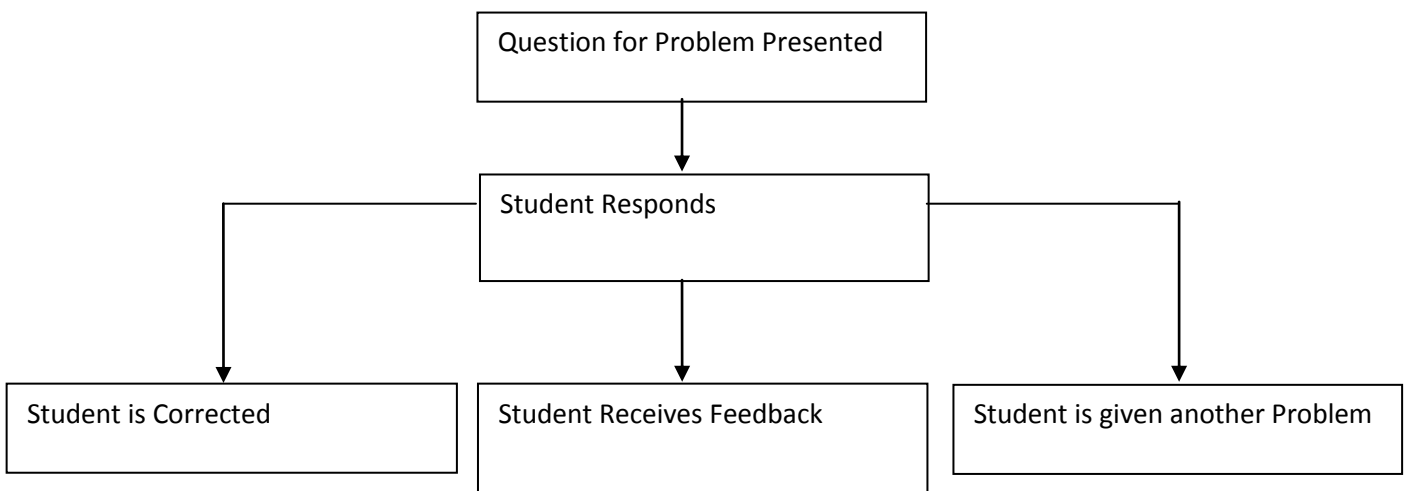 Question for Problem Presented
Student Responds
Student is Corrected
Student Receives Feedback
Student is given another Problem